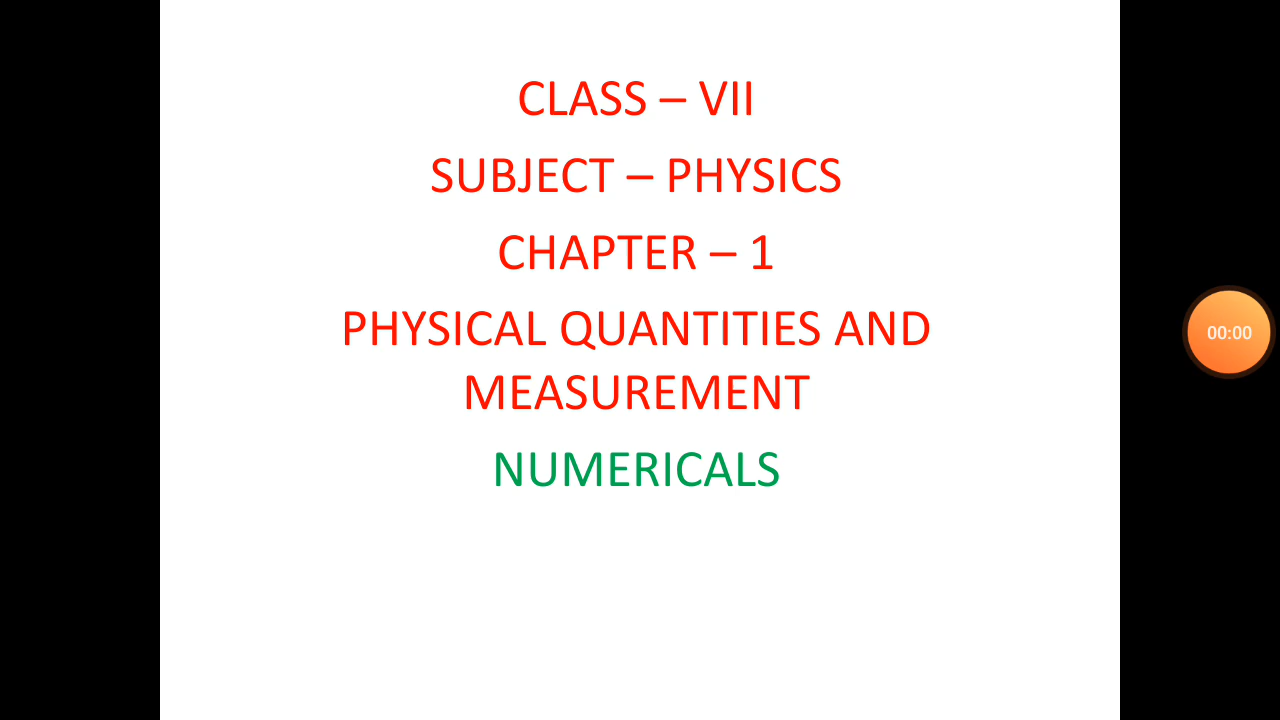 CLASS – VII
SUBJECT – PHYSICS
CHAPTER – 1
PHYSICAL QUANTITIES AND
MEASUREMENT
NUMERICALS
00:00